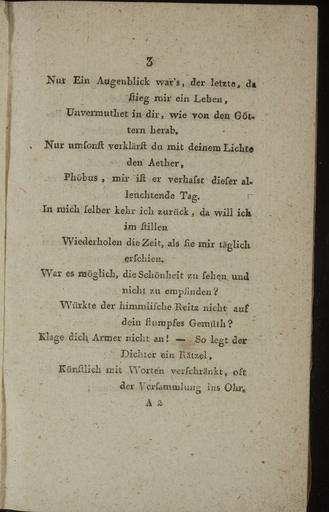 3
Nur Ein Augenblick war's, der letzte, da
ſtieg mir ein Leben,
Unvermuthet in dir, wie von den Göt-
tern herab.
Nur umſonſt verklärſt du mit deinem Lichte
den Aether,
Phöbus, mir iſt er verhaſst dieſer al-
leuchtende Tag.
In mich ſelber kehr ich zurück, da will ich
im ſtillen
Wiederholen die Zeit, als ſie mir täglich
erſchien.
War es möglich, die Schönheit zu ſehen und
nicht zu empfinden?
Würkte der himmliſche Reitz nicht auf
dein ſtumpfes Gemüth?
Klage dich Armer nicht an! — So legt der
Dichter ein Rätzel,
Künſtlich mit Worten verſchränkt, oft
der Verſammlung ins Ohr.
A 2